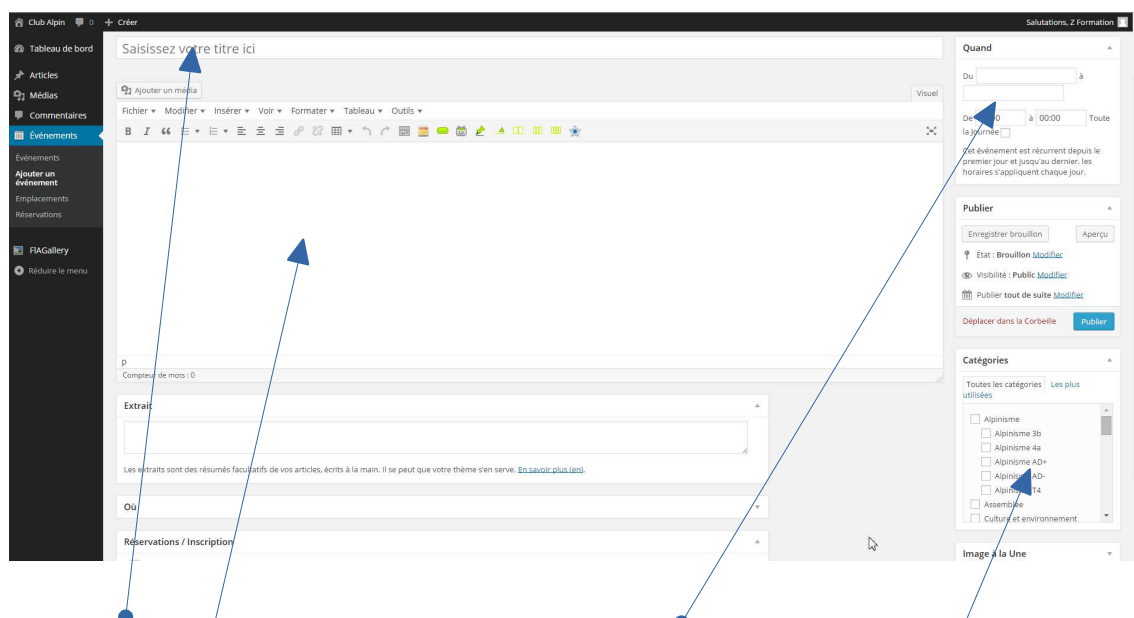 Club Alpin 0 + Créer
Salutations, Z Formation
Tableau de bord
Articles
Médias
Commentaires
Événements
Événements
Ajouter un
événement
Emplacements
Réservations
FlAGallery
Réduire le menu
Saisissez votre titre ici
Ajouter un média
Visuel
Fichier Modifier Insérer Voir Formater Tableau Outils
B I
p
Compteur de mots : 0
Extrait
Les extraits sont des résumés facultatifs de vos articles, écrits à la main. Il se peut que votre thème s'en serve. En savoir plus (en).
Où
Réservations / Inscription
Quand
Du à
De à 00:00 Toute
la journée
Cet événement est récurrent depuis le
premier jour et jusqu'au dernier, les
horaires s'appliquent chaque jour.
Publier
Enregistrer brouillon Aperçu
État : Brouillon Modifier
Visibilité : Public Modifier
Publier tout de suite Modifier
Déplacer dans la Corbeille Publier
Catégories
Toutes les catégories Les plus
utilisées
Alpinisme
Alpinisme 3b
Alpinisme 4a
Alpinisme AD+
Alpinisme AD-
Alpinisme T4
Assemblée
Culture et environnement
Image à la Une